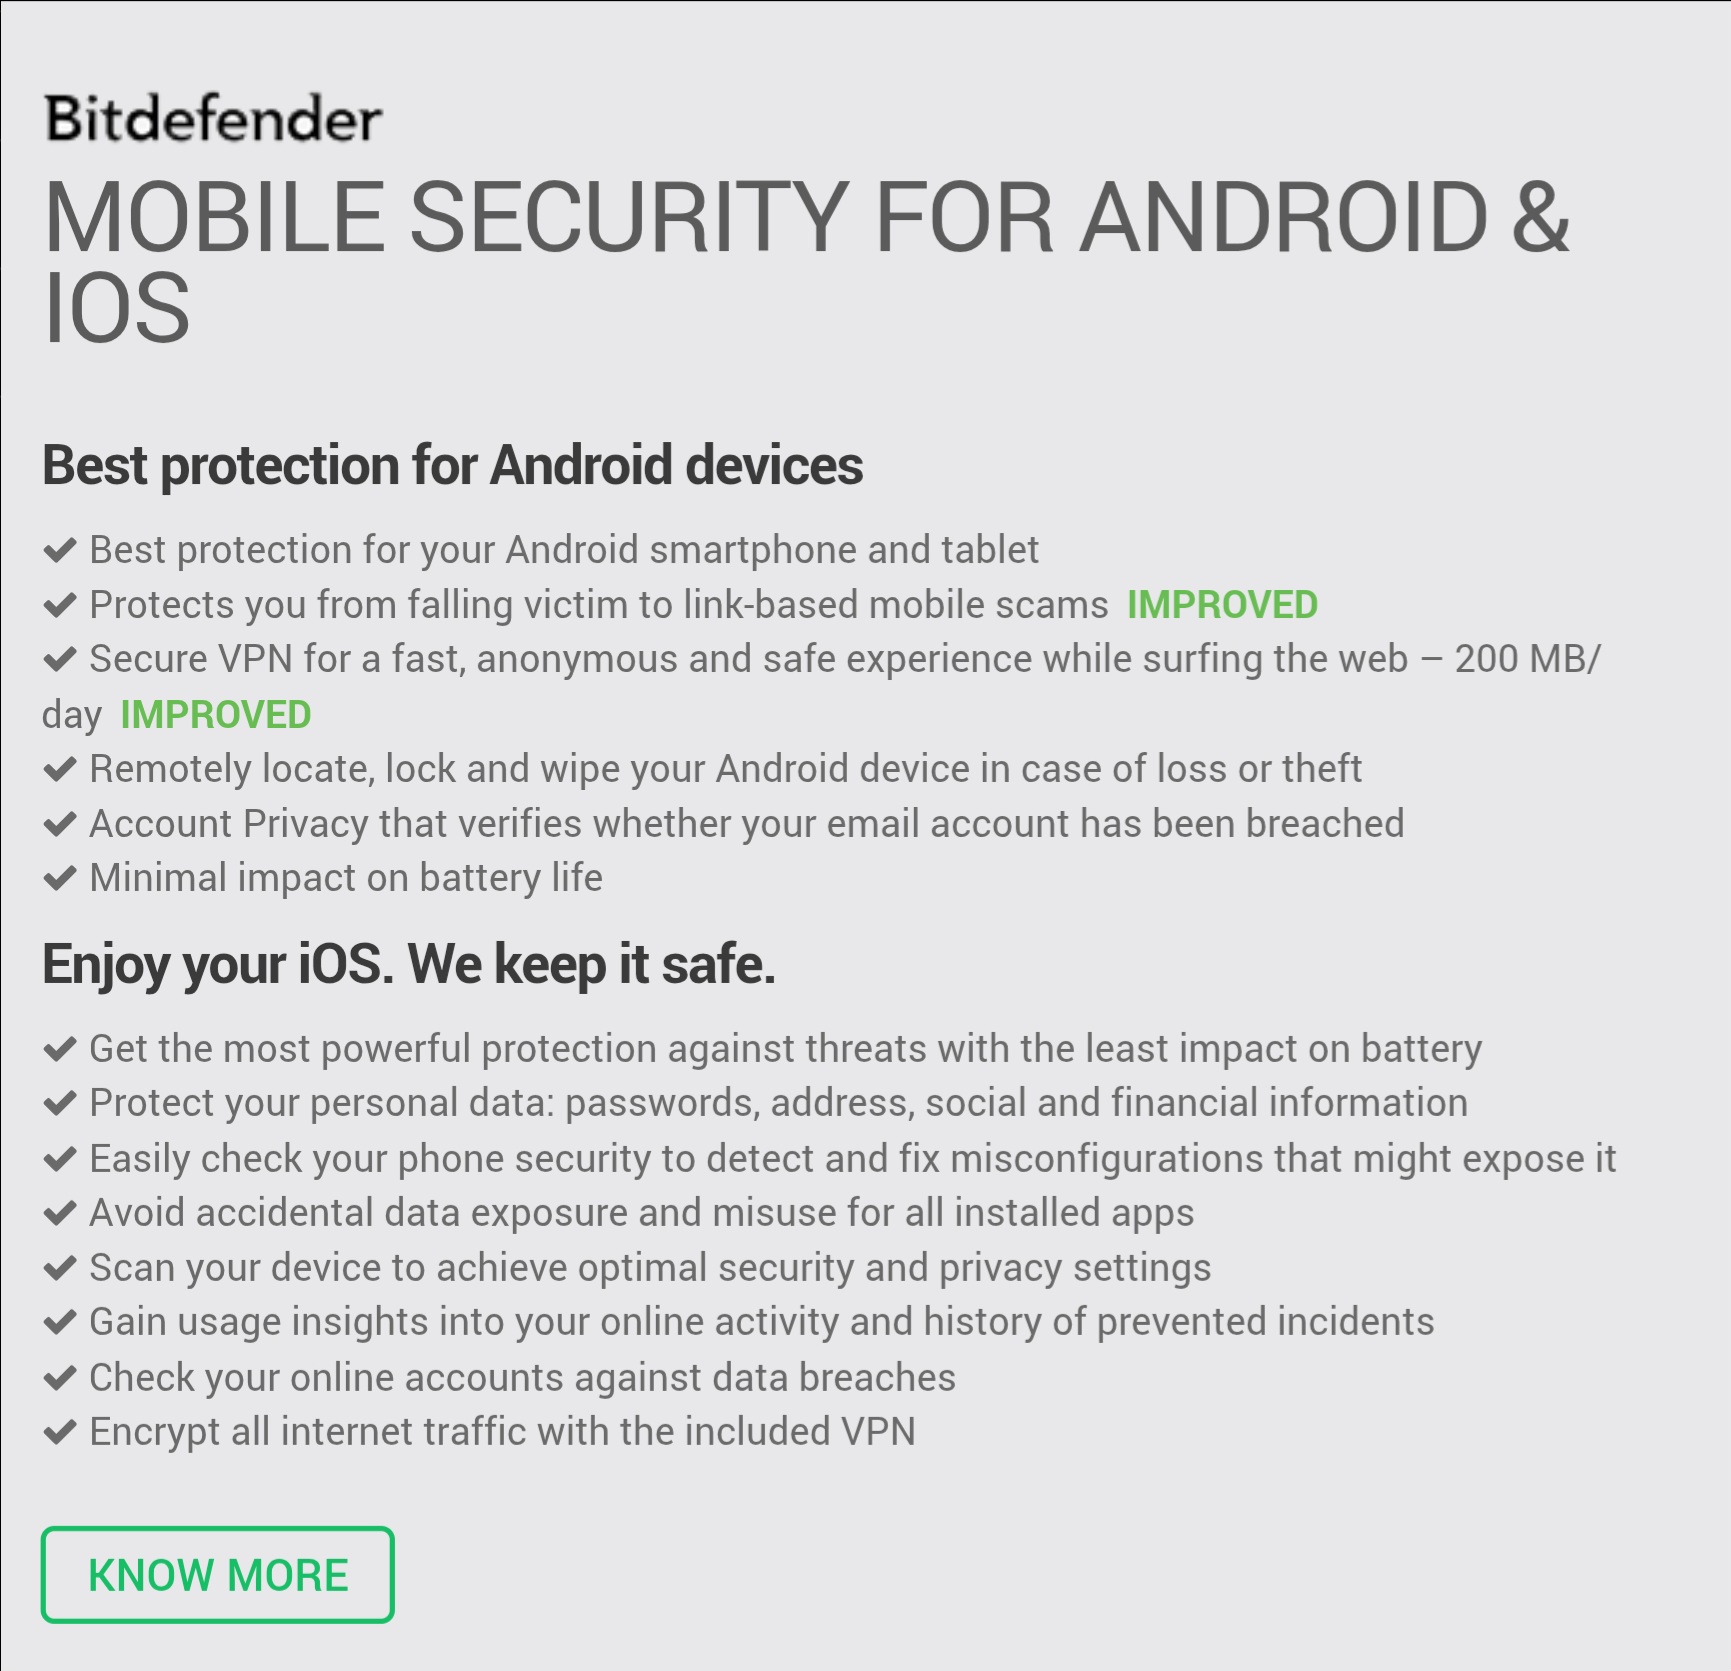 Bitdefender
MOBILE SECURITY FOR ANDROID &
IOS
Best protection for Android devices
✔ Best protection for your Android smartphone and tablet
✔ Protects you from falling victim to link-based mobile scams IMPROVED
✔ Secure VPN for a fast, anonymous and safe experience while surfing the web – 200 MB/
day IMPROVED
✔ Remotely locate, lock and wipe your Android device in case of loss or theft
✔ Account Privacy that verifies whether your email account has been breached
✔ Minimal impact on battery life
Enjoy your iOS. We keep it safe.
✔ Get the most powerful protection against threats with the least impact on battery
✔ Protect your personal data: passwords, address, social and financial information
✔ Easily check your phone security to detect and fix misconfigurations that might expose it
✔ Avoid accidental data exposure and misuse for all installed apps
✔ Scan your device to achieve optimal security and privacy settings
✔ Gain usage insights into your online activity and history of prevented incidents
✔ Check your online accounts against data breaches
✔ Encrypt all internet traffic with the included VPN
KNOW MORE